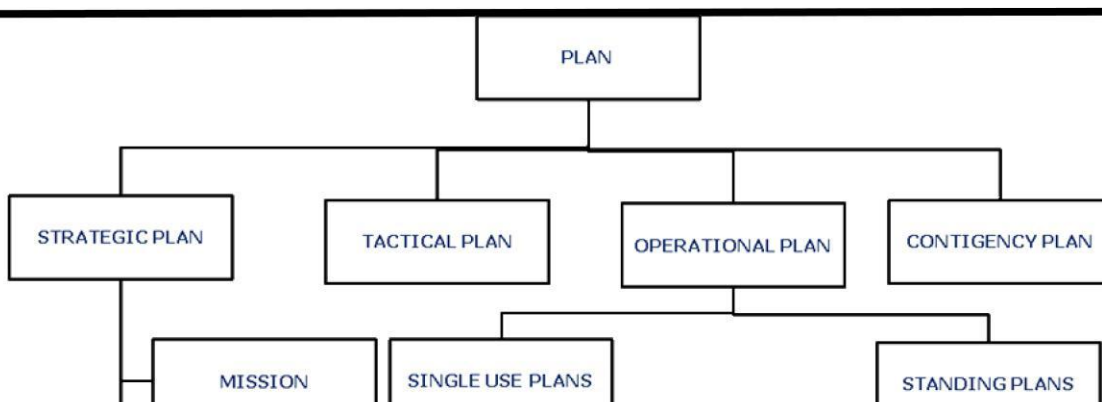 PLAN
STRATEGIC PLAN
TACTICAL PLAN
OPERATIONAL PLAN
CONTIGENCY PLAN
MISSION
SINGLE USE PLANS
STANDING PLANS